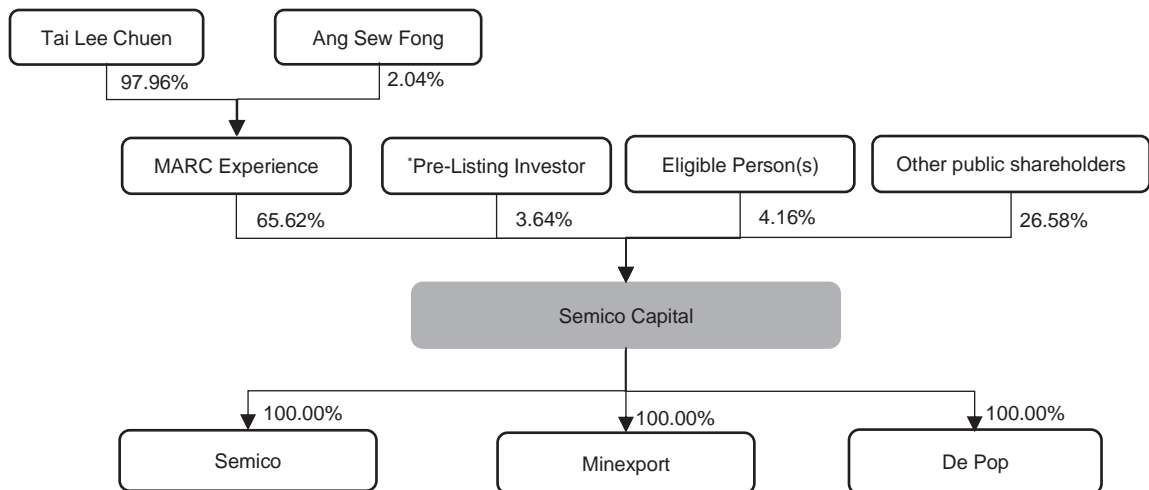 Tai Lee Chuen
Ang Sew Fong
97.96%
2.04%
MARC Experience
*Pre-Listing Investor
Eligible Person(s)
Other public shareholders
65.62%
3.64%
4.16%
26.58%
Semico Capital
100.00%
100.00%
100.00%
Semico
Minexport
De Pop